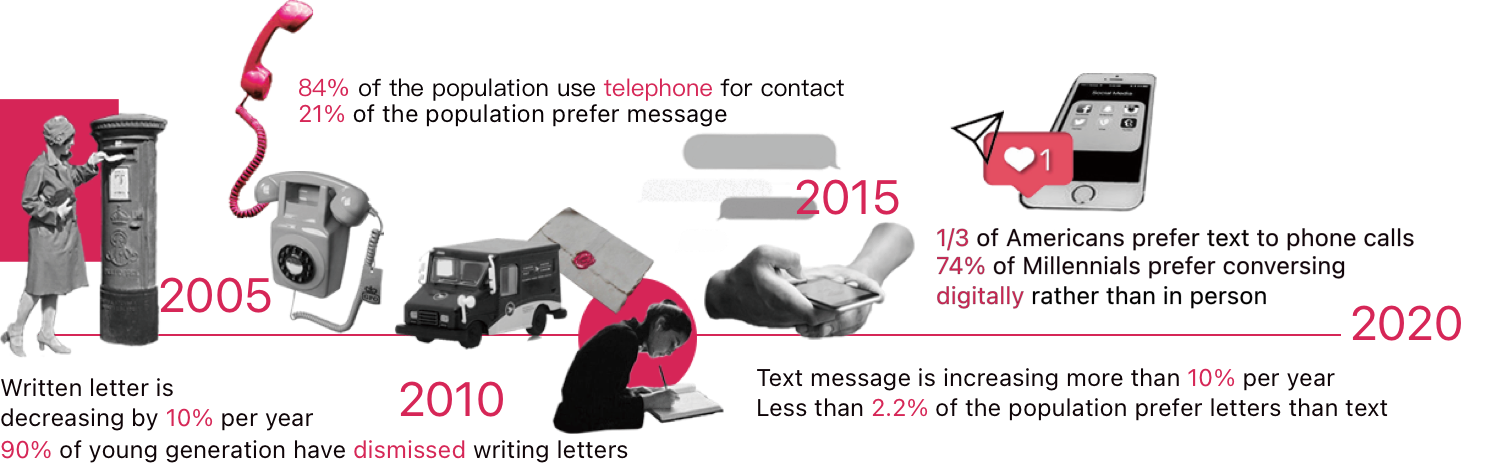 84% of the population use telephone for contact
21% of the population prefer message
2015
Social Media
1
1/3 of Americans prefer text to phone calls
74% of Millennials prefer conversing
digitally rather than in person
2005
2020
Written letter is
decreasing by 10% per year
90% of young generation have dismissed writing letters
2010
Text message is increasing more than 10% per year
Less than 2.2% of the population prefer letters than text